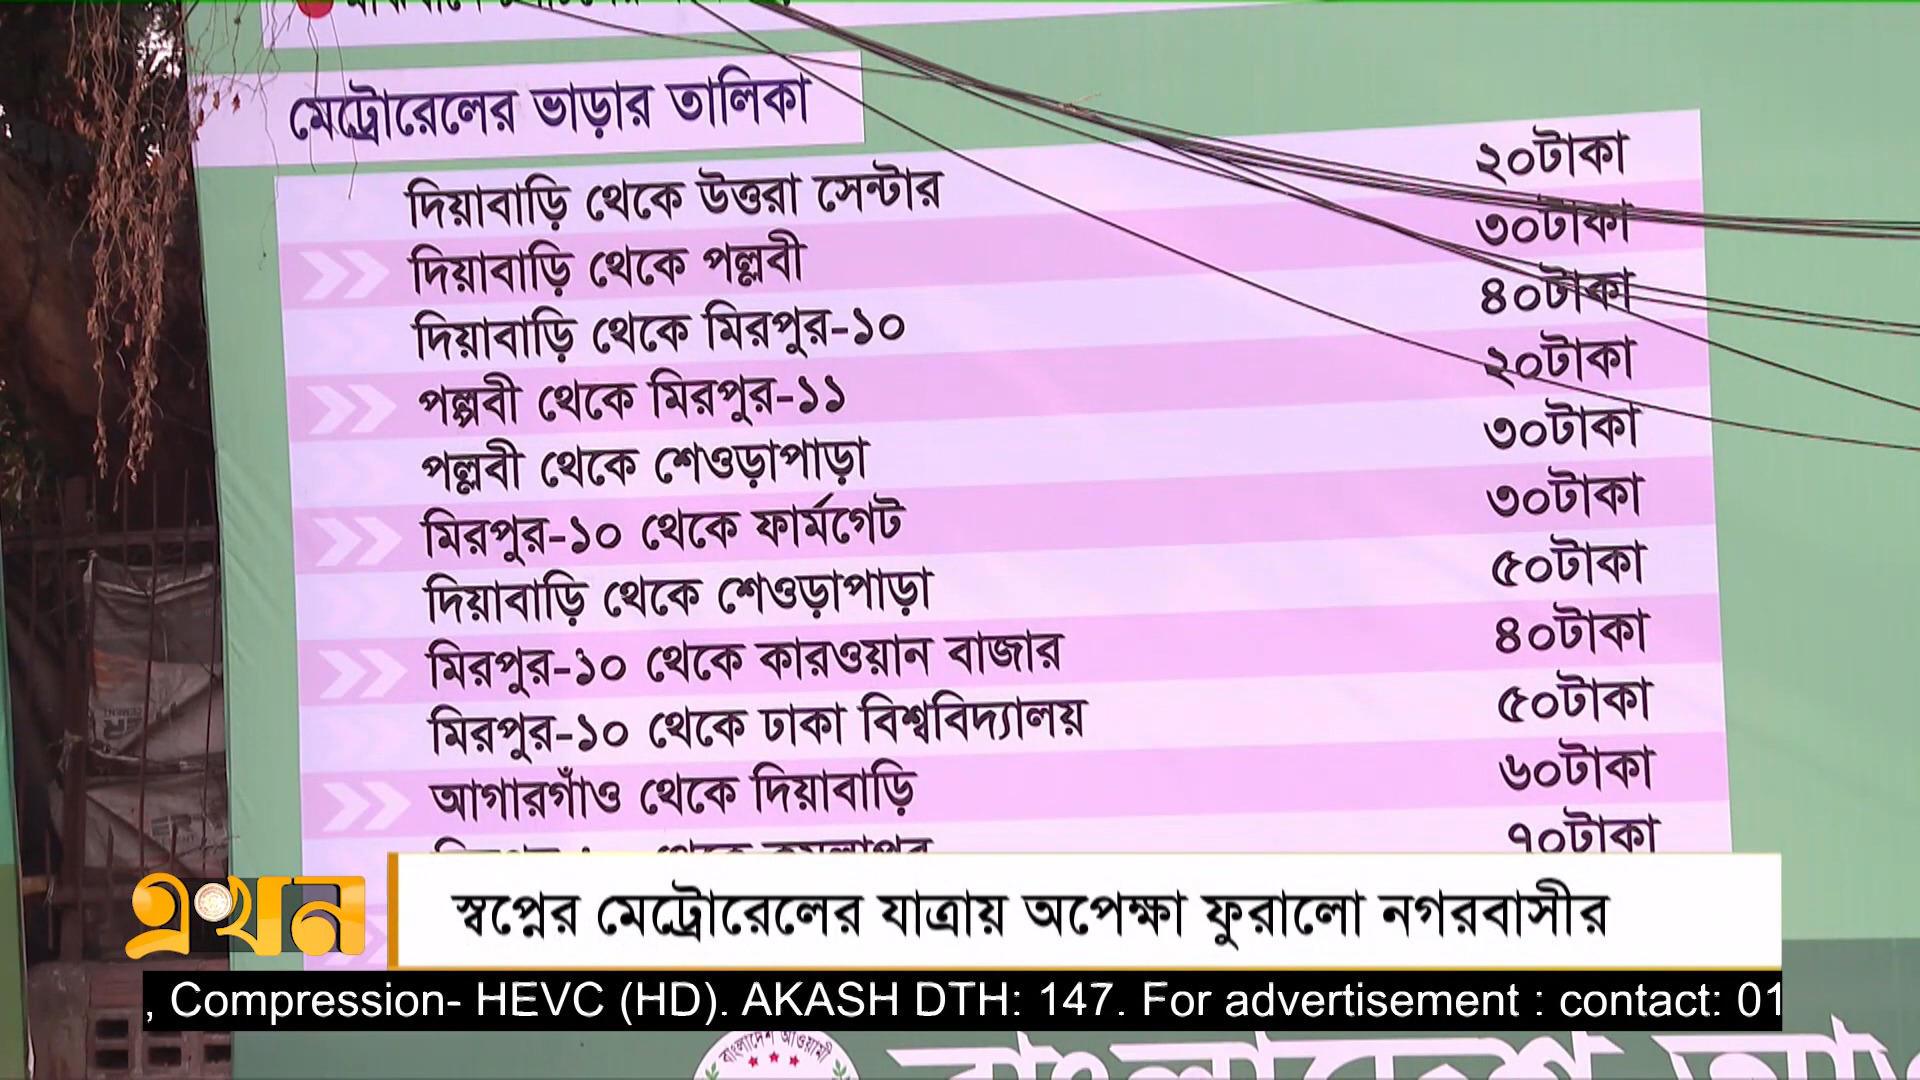 মেট্রোরেলের ভাড়ার তালিকা
দিয়াবাড়ি থেকে উত্তরা সেন্টার ২০টাকা
দিয়াবাড়ি থেকে পল্লবী ৩০টাকা
দিয়াবাড়ি থেকে মিরপুর-১০ ৪০টাকা
পল্লবী থেকে মিরপুর-১১ ২০টাকা
পল্লবী থেকে শেওড়াপাড়া ৩০টাকা
মিরপুর-১০ থেকে ফার্মগেট ৩০টাকা
দিয়াবাড়ি থেকে শেওড়াপাড়া ৫০টাকা
মিরপুর-১০ থেকে কারওয়ান বাজার ৪০টাকা
মিরপুর-১০ থেকে ঢাকা বিশ্ববিদ্যালয় ৫০টাকা
আগারগাঁও থেকে দিয়াবাড়ি ৬০টাকা
থেকে ৭০টাকা
এখন
স্বপ্নের মেট্রোরেলের যাত্রায় অপেক্ষা ফুরালো নগরবাসীর
, Compression- HEVC (HD). AKASH DTH: 147. For advertisement : contact: 01
বাংলাদেশ আওয়ামী
বাংলাদেশ